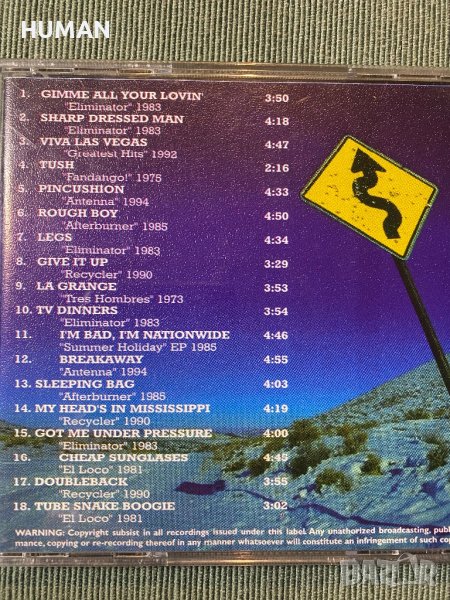 HUMAN
1. GIMME ALL YOUR LOVIN' 3:50
"Eliminator" 1983
2. SHARP DRESSED MAN 4:18
"Eliminator" 1983
3. VIVA LAS VEGAS 4:47
"Greatest Hits" 1992
4. TUSH 2:16
"Fandango!" 1975
5. PINCUSHION 4:33
"Antenna" 1994
6. ROUGH BOY 4:50
"Afterburner" 1985
7. LEGS 4:34
"Eliminator" 1983
8. GIVE IT UP 3:29
"Recycler" 1990
9. LA GRANGE 3:53
"Tres Hombres" 1973
10. TV DINNERS 3:54
"Eliminator" 1983
11. I'M BAD, I'M NATIONWIDE 4:46
"Summer Holiday" EP 1985
12. BREAKAWAY 4:55
"Antenna" 1994
13. SLEEPING BAG 4:03
"Afterburner" 1985
14. MY HEAD'S IN MISSISSIPPI 4:19
"Recycler" 1990
15. GOT ME UNDER PRESSURE 4:00
"Eliminator" 1983
16. CHEAP SUNGLASSES 4:45
"El Loco" 1981
17. DOUBLEBACK 3:55
"Recycler" 1990
18. TUBE SNAKE BOOGIE 3:02
"El Loco" 1981
WARNING: Copyright subsist in all recordings issued under this label. Any unathorized broadcasting, publ
mance, copying or re-recording thereof in any manner whatsoever will constitute an infringement of such cop
BAZAR.bg